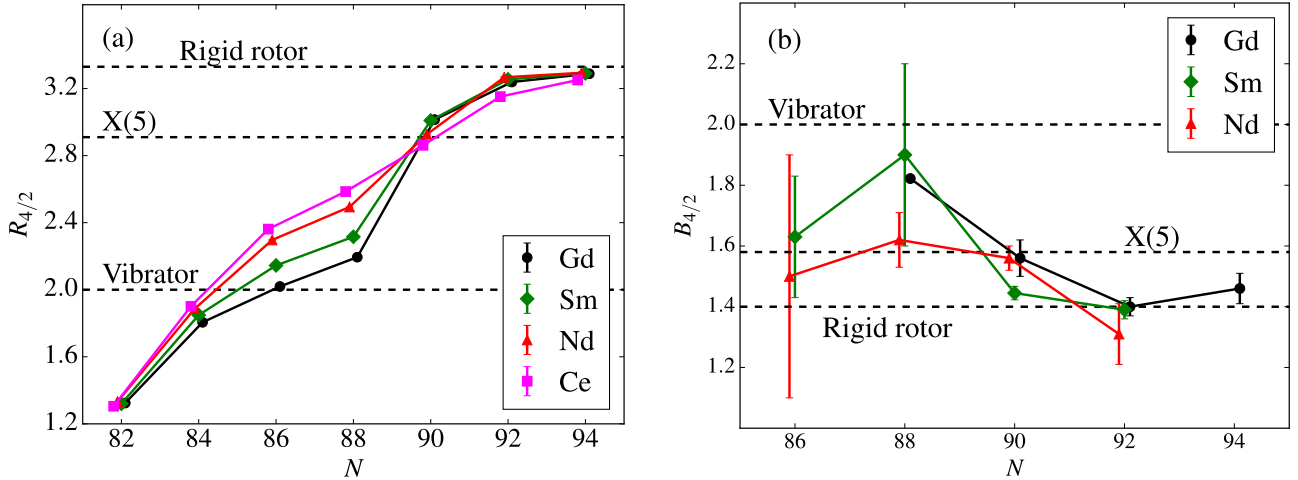 (a)
Rigid rotor
X(5)
Vibrator
Gd
Sm
Nd
Ce
3.2
2.8
2.4
2.0
1.6
1.2
R4/2
82 84 86 88 90 92 94
N
(b)
Gd
Sm
Nd
Vibrator
X(5)
Rigid rotor
2.2
2.0
1.8
1.6
1.4
1.2
B4/2
86 88 90 92 94
N